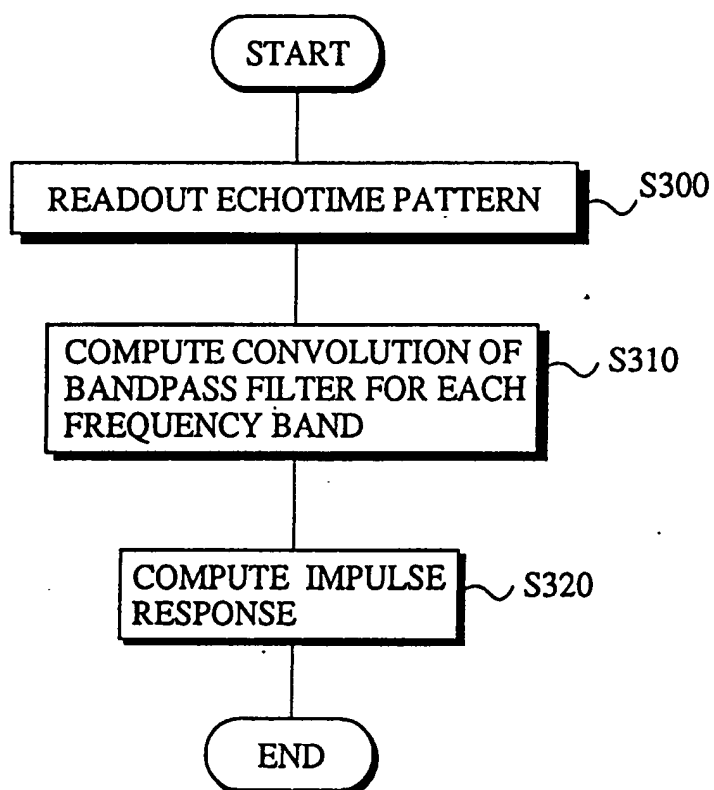 START
READOUT ECHOTIME PATTERN
S300
COMPUTE CONVOLUTION OF
BANDPASS FILTER FOR EACH
FREQUENCY BAND
S310
COMPUTE IMPULSE
RESPONSE
S320
END